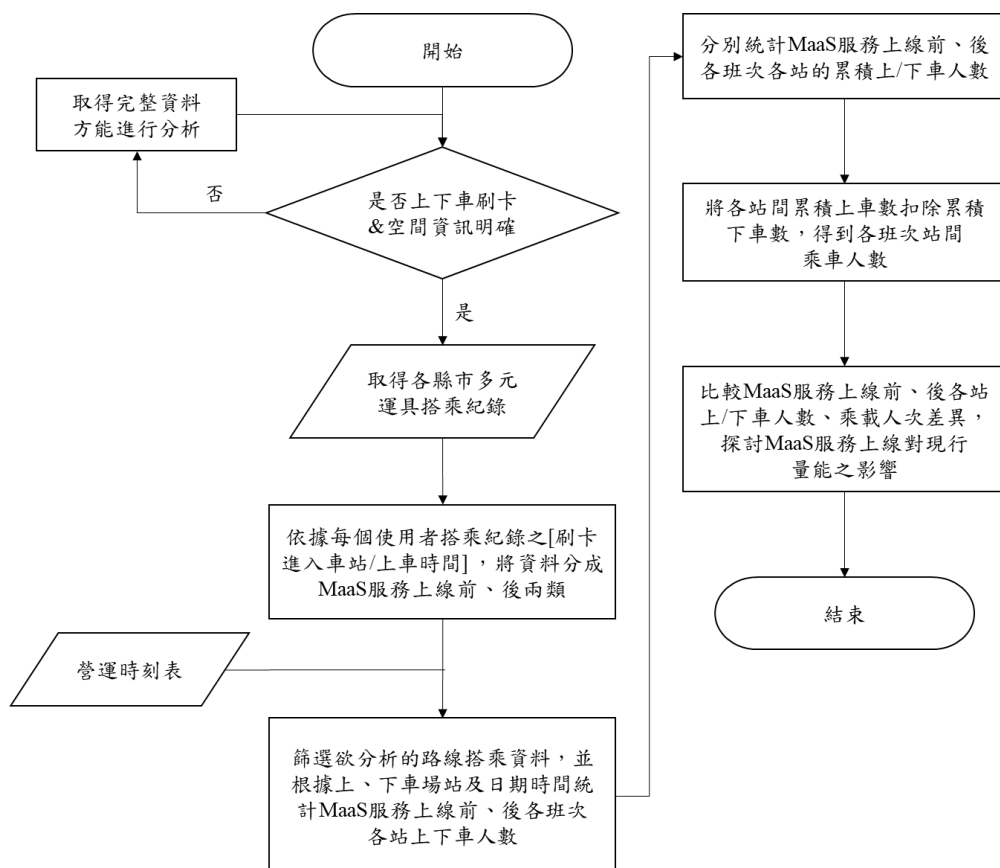 開始
取得完整資料
方能進行分析
否
是否上下車刷卡
&空間資訊明確
是
取得各縣市多元
運具搭乘紀錄
依據每個使用者搭乘紀錄之[刷卡
進入車站/上車時間]，將資料分成
MaaS服務上線前、後兩類
營運時刻表
篩選欲分析的路線搭乘資料，並
根據上、下車場站及日期時間統
計MaaS服務上線前、後各班次
各站上下車人數
分別統計MaaS服務上線前、後
各班次各站的累積上/下車人數
將各站間累積上車數扣除累積
下車數，得到各班次站間
乘車人數
比較MaaS服務上線前、後各站
上/下車人數、乘載人次差異，
探討MaaS服務上線對現行
量能之影響
結束